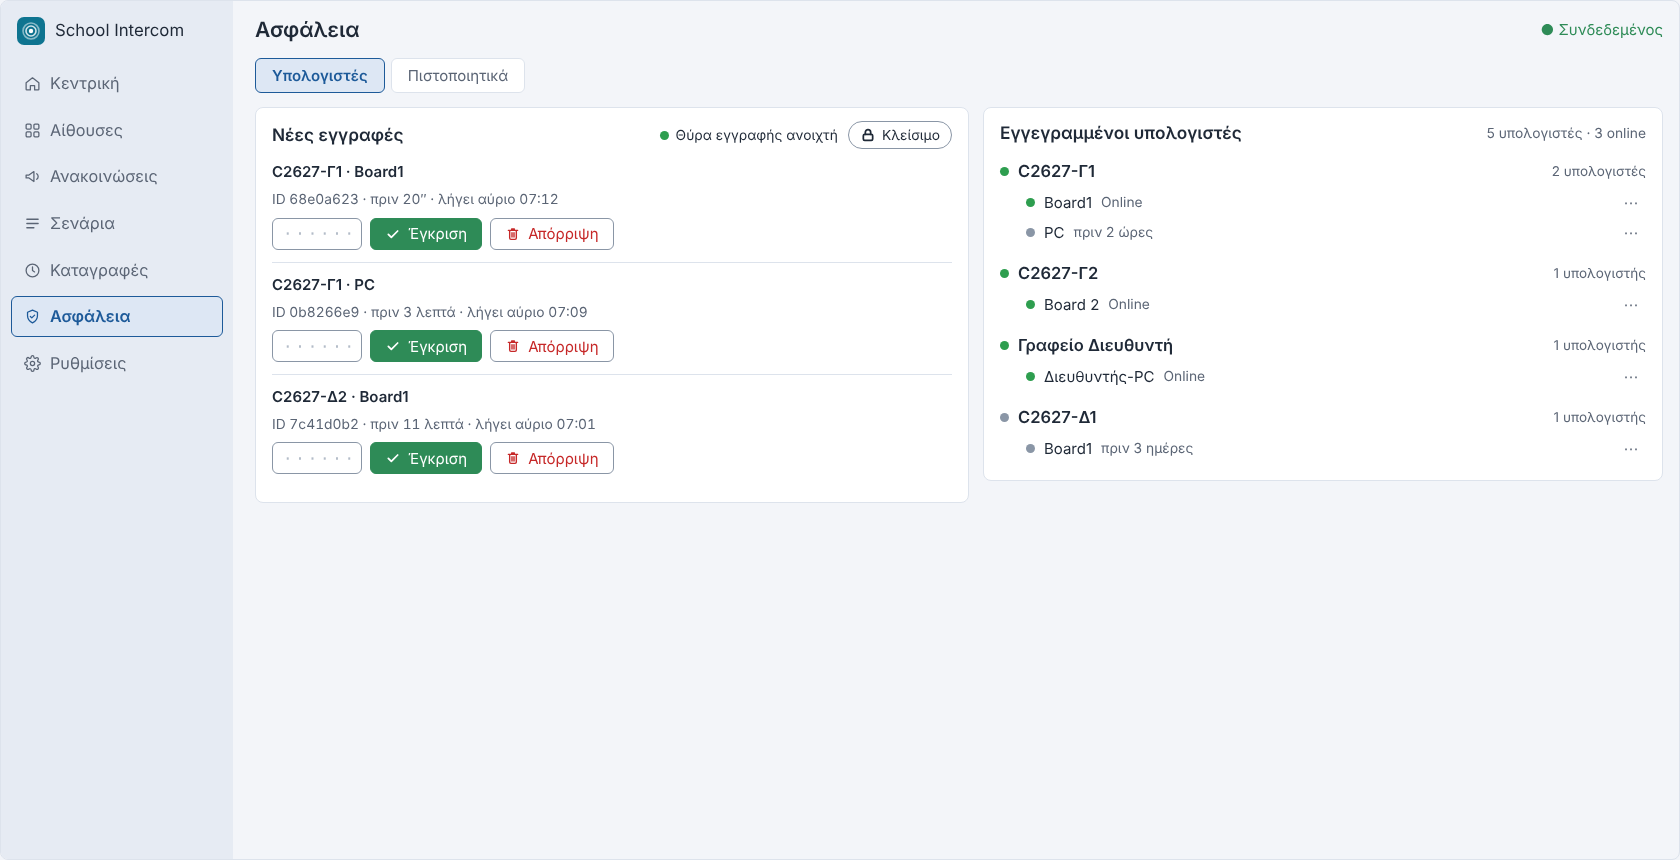 School Intercom
Κεντρική
Αίθουσες
Ανακοινώσεις
Σενάρια
Καταγραφές
Ασφάλεια
Ρυθμίσεις
Ασφάλεια
Συνδεδεμένος
Υπολογιστές
Πιστοποιητικά
Νέες εγγραφές
Θύρα εγγραφής ανοιχτή
Κλείσιμο
C2627-Γ1 · Board1
ID 68e0a623 · πριν 20″ · λήγει αύριο 07:12
· · · · · ·
Έγκριση
Απόρριψη
C2627-Γ1 · PC
ID 0b8266e9 · πριν 3 λεπτά · λήγει αύριο 07:09
· · · · · ·
Έγκριση
Απόρριψη
C2627-Δ2 · Board1
ID 7c41d0b2 · πριν 11 λεπτά · λήγει αύριο 07:01
· · · · · ·
Έγκριση
Απόρριψη
Εγγεγραμμένοι υπολογιστές
5 υπολογιστές · 3 online
C2627-Γ1
2 υπολογιστές
Board1 Online
···
PC πριν 2 ώρες
···
C2627-Γ2
1 υπολογιστής
Board 2 Online
···
Γραφείο Διευθυντή
1 υπολογιστής
Διευθυντής-PC Online
···
C2627-Δ1
1 υπολογιστής
Board1 πριν 3 ημέρες
···